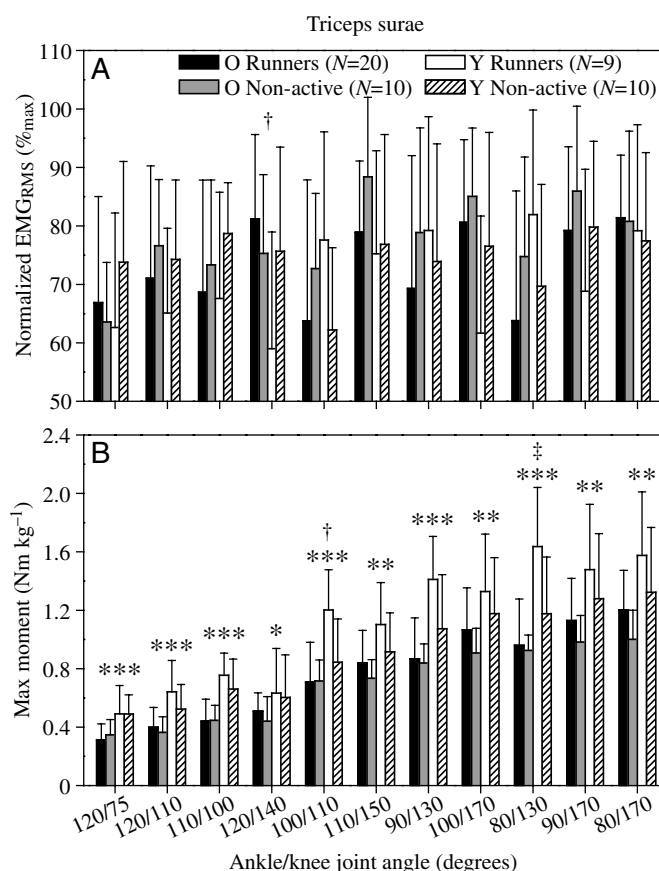 Triceps surae
A
O Runners (N=20) Y Runners (N=9)
O Non-active (N=10) Y Non-active (N=10)
Normalized EMGRMS (%max)
110
100
90
80
70
60
50
†
B
Max moment (Nm kg−1)
2.4
2.0
1.6
1.2
0.8
0.4
0
*** *** *** * † *** ** *** ** ‡ *** ** **
120/75 120/110 110/100 120/140 100/110 110/150 90/130 100/170 80/130 90/170 80/170
Ankle/knee joint angle (degrees)